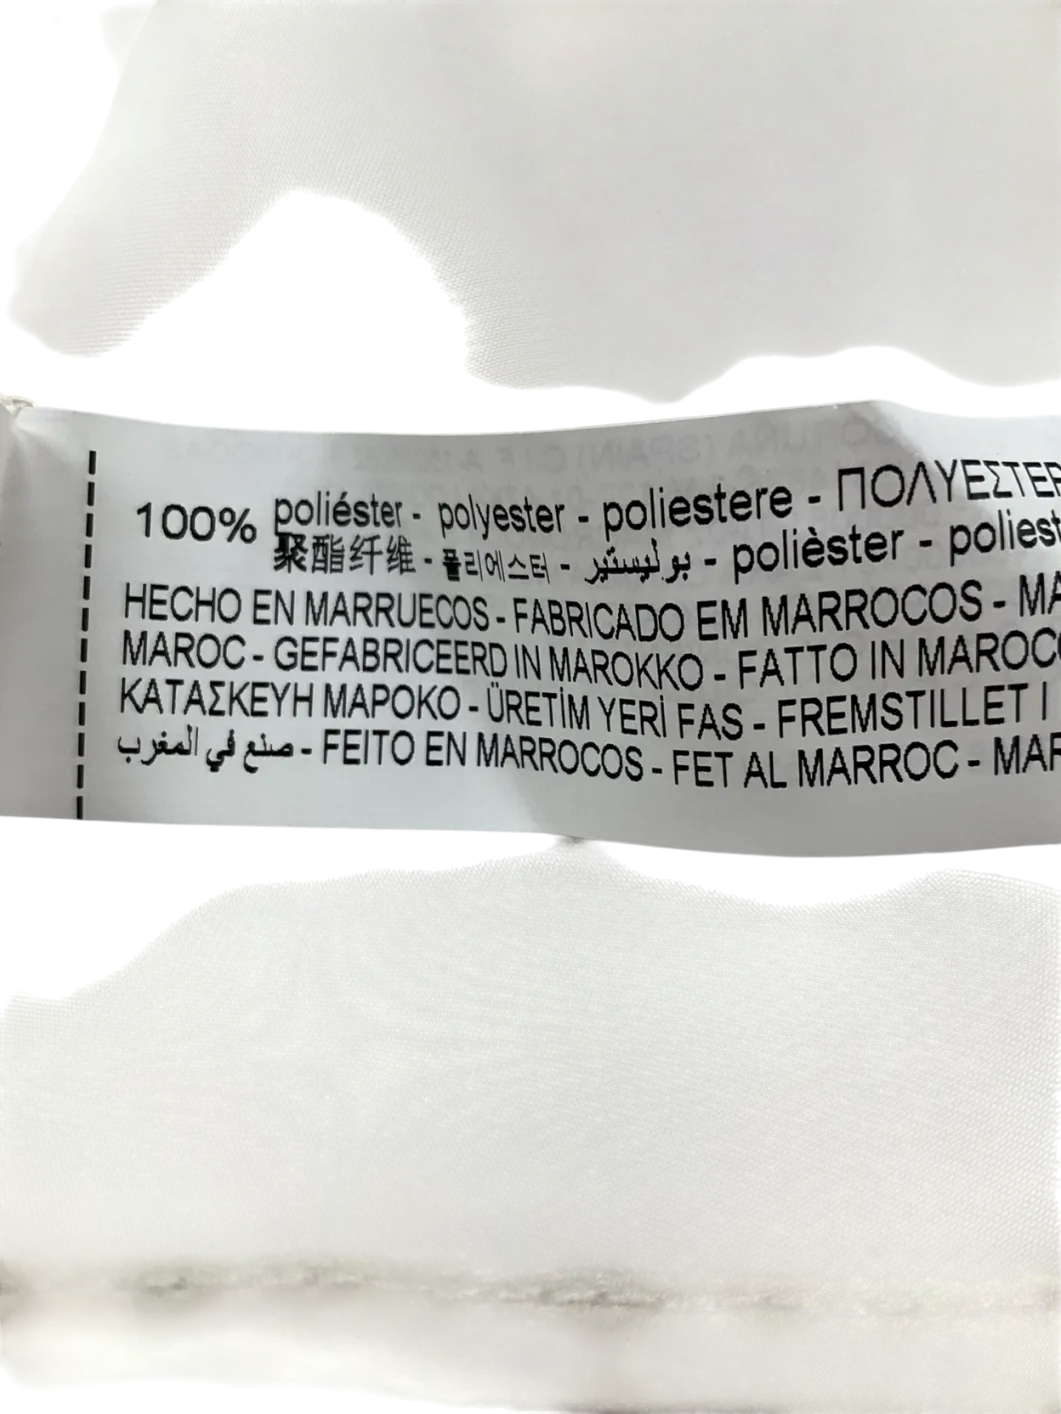 100% poliéster - polyester - poliestere - ΠΟΛΥΕΣΤΕΡ
聚酯纤维 - 폴리에스터 - بوليستير - polièster - poliest
HECHO EN MARRUECOS - FABRICADO EM MARROCOS - MA
MAROC - GEFABRICEERD IN MAROKKO - FATTO IN MAROC
ΚΑΤΑΣΚΕΥΗ ΜΑΡΟΚΟ - ÜRETİM YERİ FAS - FREMSTILLET I
صنع في المغرب - FEITO EN MARROCOS - FET AL MARROC - MAR